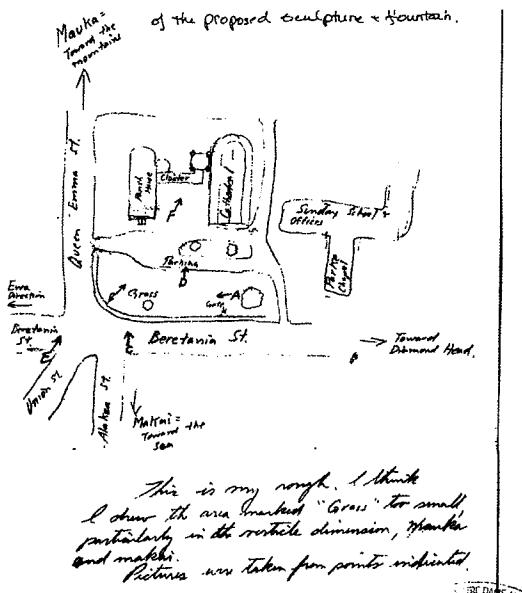 of the proposed sculpture & fountain.
Mauka=
Toward the
mountains
Queen Emma St.
Parish
House
Cloister
Cathedral
F
Sunday School &
Offices
Parke
Chapel
Parking
D
Grass
A
Grass
Ewa
Direction
Beretania
St.
E
Beretania St.
Toward
Diamond Head.
Union St.
Alakea St.
Makai=
Toward the
sea
This is my rough. I think
I drew th area marked "Grass" too small,
particularly in th verticle dimension, mauka
and makai.
Pictures were taken from points indicated.